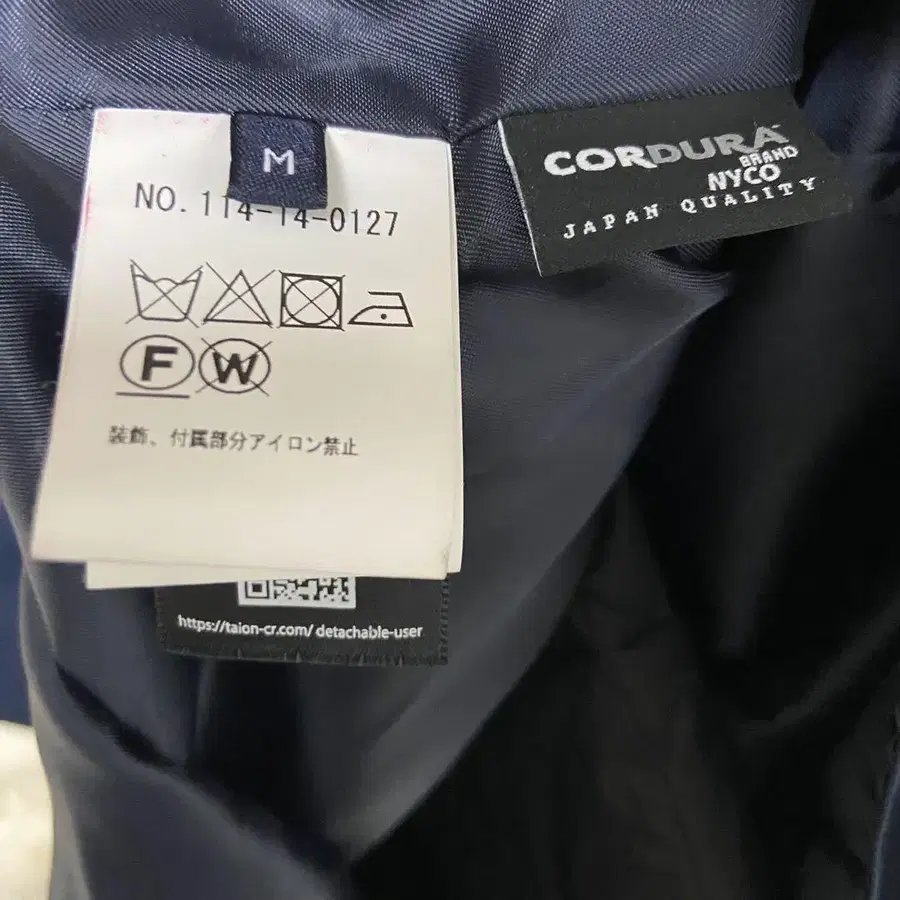 M
NO. 114-14-0127
F W
装飾、付属部分アイロン禁止
https://taion-cr.com/ detachable-user
CORDURA
BRAND
NYCO
JAPAN QUALITY